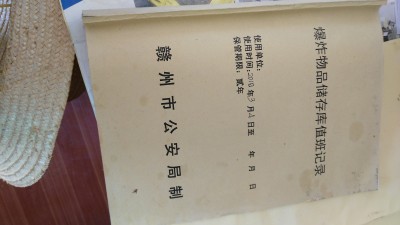 爆炸物品储存库值班记录
使用单位:
使用时间:2010年3月4日至 年 月 日
保管期限:贰年
赣州市公安局制